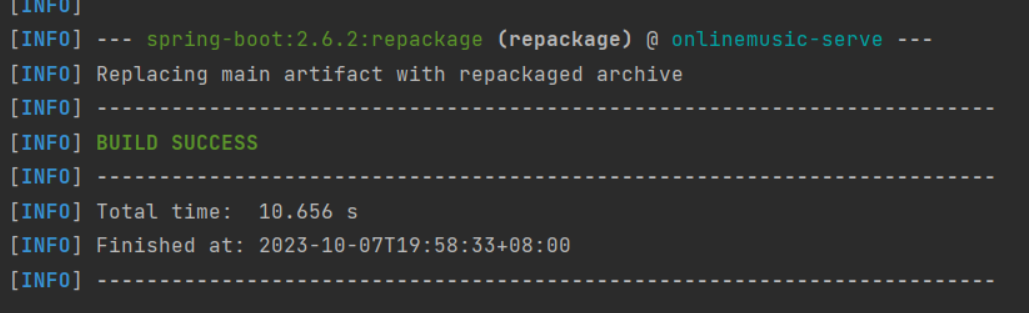 [INFO]
[INFO] --- spring-boot:2.6.2:repackage (repackage) @ onlinemusic-serve ---
[INFO] Replacing main artifact with repackaged archive
[INFO] ------------------------------------------------------------------------
[INFO] BUILD SUCCESS
[INFO] ------------------------------------------------------------------------
[INFO] Total time:  10.656 s
[INFO] Finished at: 2023-10-07T19:58:33+08:00
[INFO] ------------------------------------------------------------------------